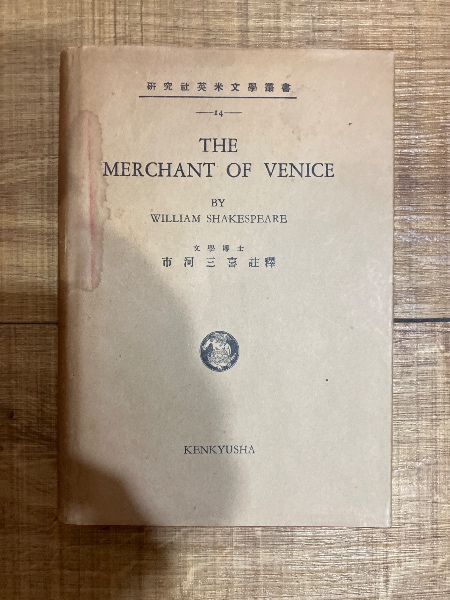 研究社英米文學叢書
—14—
THE
MERCHANT OF VENICE
BY
WILLIAM SHAKESPEARE
文學博士
市河三喜註釋
KENKYUSHA